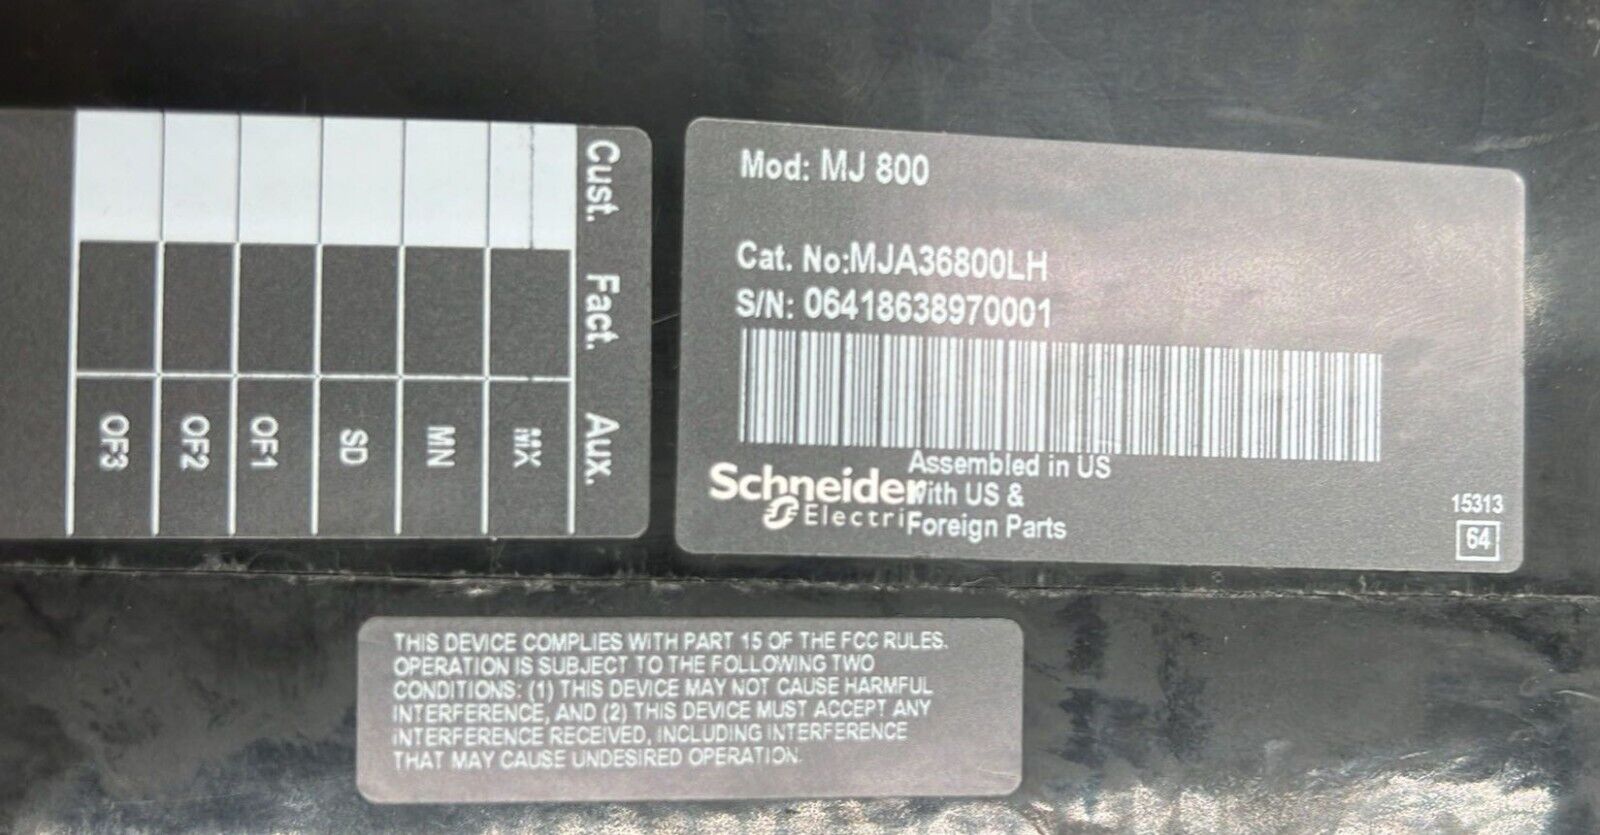 Cust. Fact. Aux.
MX
MN
SD
OF1
OF2
OF3
Mod: MJ 800
Cat. No:MJA36800LH
S/N: 06418638970001
Schneider
Electric
Assembled in US
With US &
Foreign Parts
15313
64
THIS DEVICE COMPLIES WITH PART 15 OF THE FCC RULES.
OPERATION IS SUBJECT TO THE FOLLOWING TWO
CONDITIONS: (1) THIS DEVICE MAY NOT CAUSE HARMFUL
INTERFERENCE, AND (2) THIS DEVICE MUST ACCEPT ANY
INTERFERENCE RECEIVED, INCLUDING INTERFERENCE
THAT MAY CAUSE UNDESIRED OPERATION.